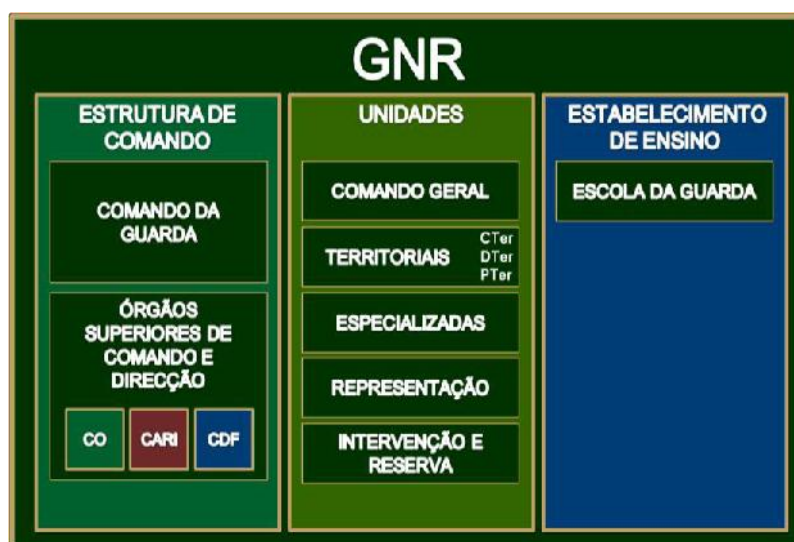 GNR
ESTRUTURA DE
COMANDO
COMANDO DA
GUARDA
ÓRGÃOS
SUPERIORES DE
COMANDO E
DIRECÇÃO
CO
CARI
CDF
UNIDADES
COMANDO GERAL
TERRITORIAIS
CTer
DTer
PTer
ESPECIALIZADAS
REPRESENTAÇÃO
INTERVENÇÃO E
RESERVA
ESTABELECIMENTO
DE ENSINO
ESCOLA DA GUARDA